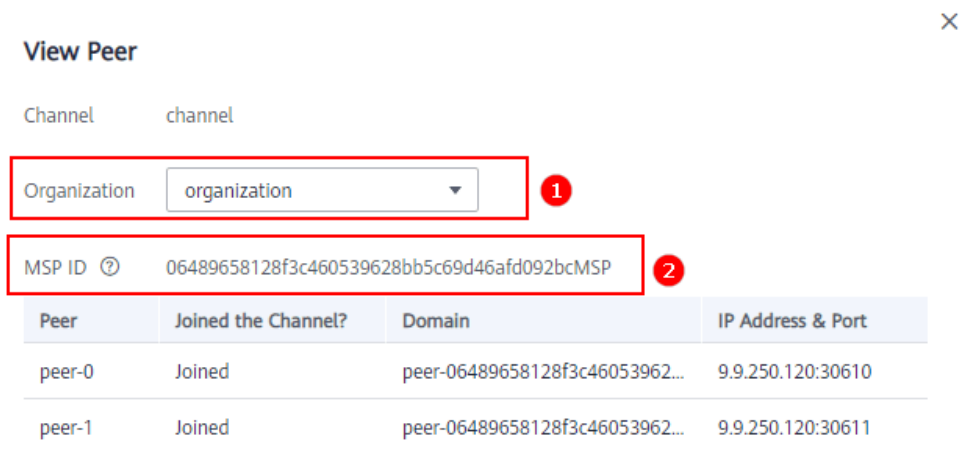 View Peer
Channel channel
Organization organization 1
MSP ID ? 06489658128f3c460539628bb5c69d46afd092bcMSP 2
Peer Joined the Channel? Domain IP Address & Port
peer-0 Joined peer-06489658128f3c46053962... 9.9.250.120:30610
peer-1 Joined peer-06489658128f3c46053962... 9.9.250.120:30611